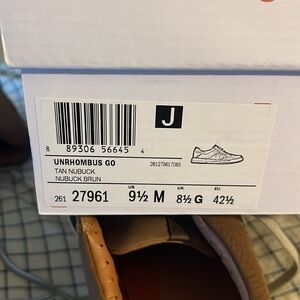 J
8 89306 56645 4
UNRHOMBUS GO
261279617085
TAN NUBUCK
NUBUCK BRUN
US UK EU
261 27961 9½ M 8½ G 42½